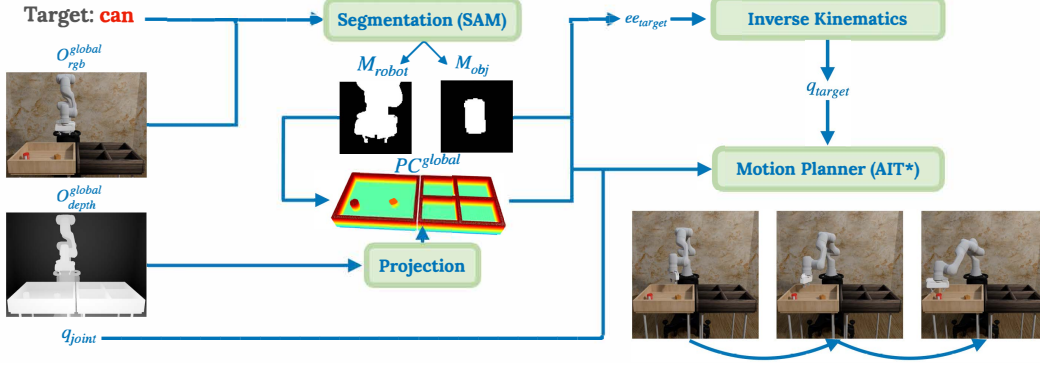 Target: can
Segmentation (SAM)
ee_target
Inverse Kinematics
O_rgb^global
M_robot
M_obj
q_target
PC^global
Motion Planner (AIT*)
O_depth^global
Projection
q_joint